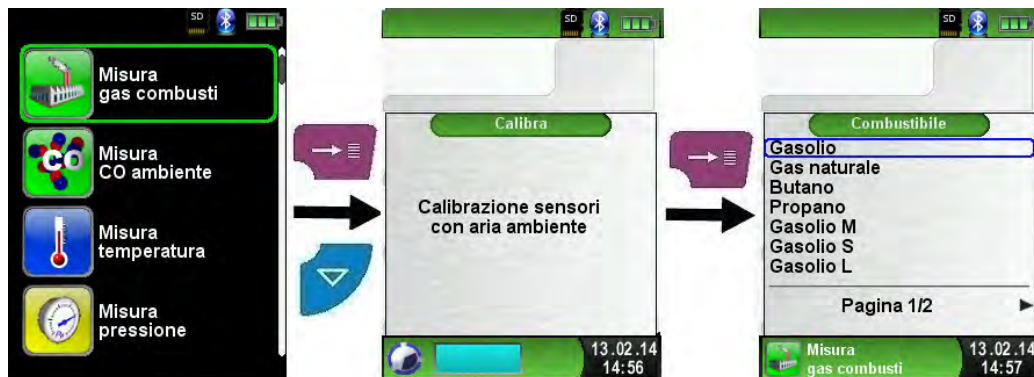 SD
Misura
gas combusti
CO
Misura
CO ambiente
Misura
temperatura
Misura
pressione
SD
Calibra
Calibrazione sensori
con aria ambiente
13.02.14
14:56
SD
Combustibile
Gasolio
Gas naturale
Butano
Propano
Gasolio M
Gasolio S
Gasolio L
Pagina 1/2
Misura
gas combusti
13.02.14
14:57